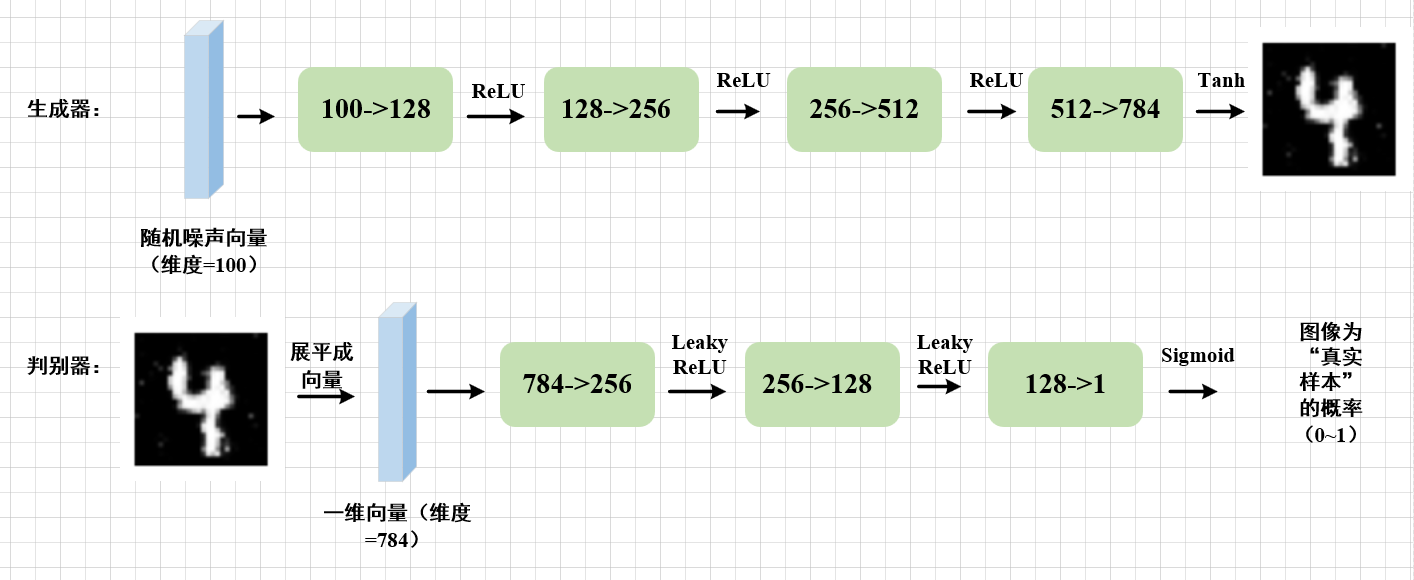 生成器：
100->128
ReLU
128->256
ReLU
256->512
ReLU
512->784
Tanh
随机噪声向量
（维度=100）
判别器：
展平成
向量
一维向量（维度
=784）
784->256
Leaky
ReLU
256->128
Leaky
ReLU
128->1
Sigmoid
图像为
“真实
样本”
的概率
（0~1）